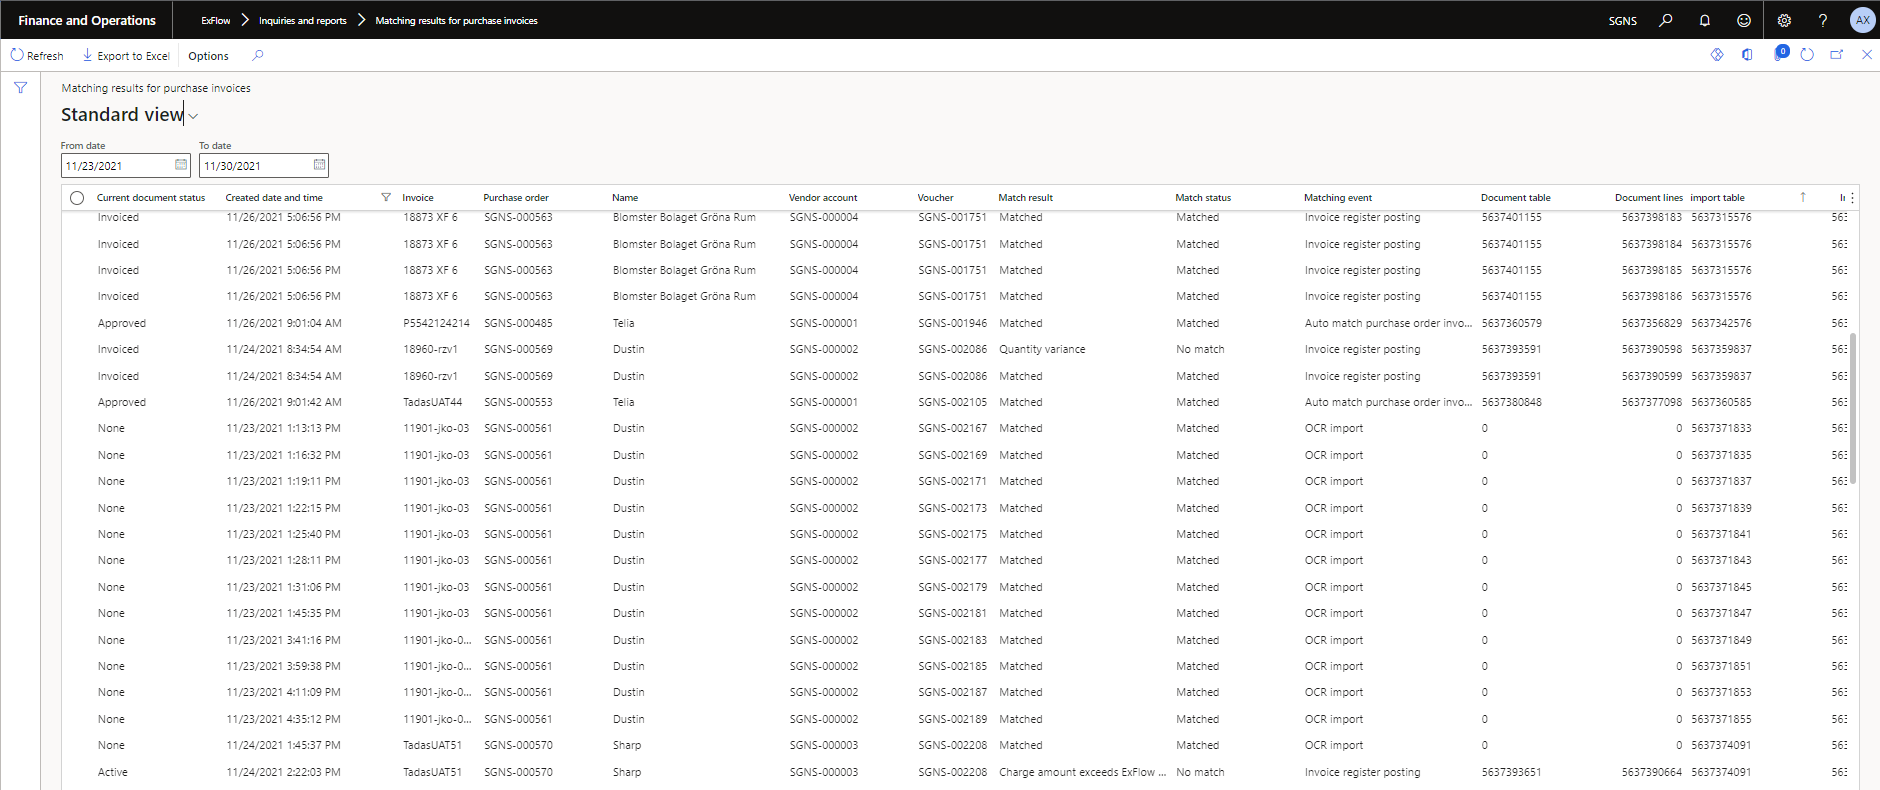 Finance and Operations ExFlow Inquiries and reports Matching results for purchase invoices SGNS ? AX
Refresh Export to Excel Options 0
Matching results for purchase invoices
Standard view
From date To date
11/23/2021 11/30/2021
Current document status Created date and time Invoice Purchase order Name Vendor account Voucher Match result Match status Matching event Document table Document lines import table
Invoiced 11/26/2021 5:06:56 PM 18873 XF 6 SGNS-000563 Blomster Bolaget Gröna Rum SGNS-000004 SGNS-001751 Matched Matched Invoice register posting 5637401155 5637398183 5637315576 563
Invoiced 11/26/2021 5:06:56 PM 18873 XF 6 SGNS-000563 Blomster Bolaget Gröna Rum SGNS-000004 SGNS-001751 Matched Matched Invoice register posting 5637401155 5637398184 5637315576 563
Invoiced 11/26/2021 5:06:56 PM 18873 XF 6 SGNS-000563 Blomster Bolaget Gröna Rum SGNS-000004 SGNS-001751 Matched Matched Invoice register posting 5637401155 5637398185 5637315576 563
Invoiced 11/26/2021 5:06:56 PM 18873 XF 6 SGNS-000563 Blomster Bolaget Gröna Rum SGNS-000004 SGNS-001751 Matched Matched Invoice register posting 5637401155 5637398186 5637315576 563
Approved 11/26/2021 9:01:04 AM P5542124214 SGNS-000485 Telia SGNS-000001 SGNS-001946 Matched Matched Auto match purchase order invo... 5637360579 5637356829 5637342576 563
Invoiced 11/24/2021 8:34:54 AM 18960-rzv1 SGNS-000569 Dustin SGNS-000002 SGNS-002086 Quantity variance No match Invoice register posting 5637393591 5637390598 5637359837 563
Invoiced 11/24/2021 8:34:54 AM 18960-rzv1 SGNS-000569 Dustin SGNS-000002 SGNS-002086 Matched Matched Invoice register posting 5637393591 5637390599 5637359837 563
Approved 11/26/2021 9:01:42 AM TadasUAT44 SGNS-000553 Telia SGNS-000001 SGNS-002105 Matched Matched Auto match purchase order invo... 5637380848 5637377098 5637360585 563
None 11/23/2021 1:13:13 PM 11901-jko-03 SGNS-000561 Dustin SGNS-000002 SGNS-002167 Matched Matched OCR import 0 0 5637371833 563
None 11/23/2021 1:16:32 PM 11901-jko-03 SGNS-000561 Dustin SGNS-000002 SGNS-002169 Matched Matched OCR import 0 0 5637371835 563
None 11/23/2021 1:19:11 PM 11901-jko-03 SGNS-000561 Dustin SGNS-000002 SGNS-002171 Matched Matched OCR import 0 0 5637371837 563
None 11/23/2021 1:22:15 PM 11901-jko-03 SGNS-000561 Dustin SGNS-000002 SGNS-002173 Matched Matched OCR import 0 0 5637371839 563
None 11/23/2021 1:25:40 PM 11901-jko-03 SGNS-000561 Dustin SGNS-000002 SGNS-002175 Matched Matched OCR import 0 0 5637371841 563
None 11/23/2021 1:28:11 PM 11901-jko-03 SGNS-000561 Dustin SGNS-000002 SGNS-002177 Matched Matched OCR import 0 0 5637371843 563
None 11/23/2021 1:31:06 PM 11901-jko-03 SGNS-000561 Dustin SGNS-000002 SGNS-002179 Matched Matched OCR import 0 0 5637371845 563
None 11/23/2021 1:45:35 PM 11901-jko-03 SGNS-000561 Dustin SGNS-000002 SGNS-002181 Matched Matched OCR import 0 0 5637371847 563
None 11/23/2021 3:41:16 PM 11901-jko-0... SGNS-000561 Dustin SGNS-000002 SGNS-002183 Matched Matched OCR import 0 0 5637371849 563
None 11/23/2021 3:59:38 PM 11901-jko-0... SGNS-000561 Dustin SGNS-000002 SGNS-002185 Matched Matched OCR import 0 0 5637371851 563
None 11/23/2021 4:11:09 PM 11901-jko-0... SGNS-000561 Dustin SGNS-000002 SGNS-002187 Matched Matched OCR import 0 0 5637371853 563
None 11/23/2021 4:35:12 PM 11901-jko-0... SGNS-000561 Dustin SGNS-000002 SGNS-002189 Matched Matched OCR import 0 0 5637371855 563
None 11/24/2021 1:45:37 PM TadasUAT51 SGNS-000570 Sharp SGNS-000003 SGNS-002208 Matched Matched OCR import 0 0 5637374091 563
Active 11/24/2021 2:22:03 PM TadasUAT51 SGNS-000570 Sharp SGNS-000003 SGNS-002208 Charge amount exceeds ExFlow ... No match Invoice register posting 5637393651 5637390664 5637374091 563